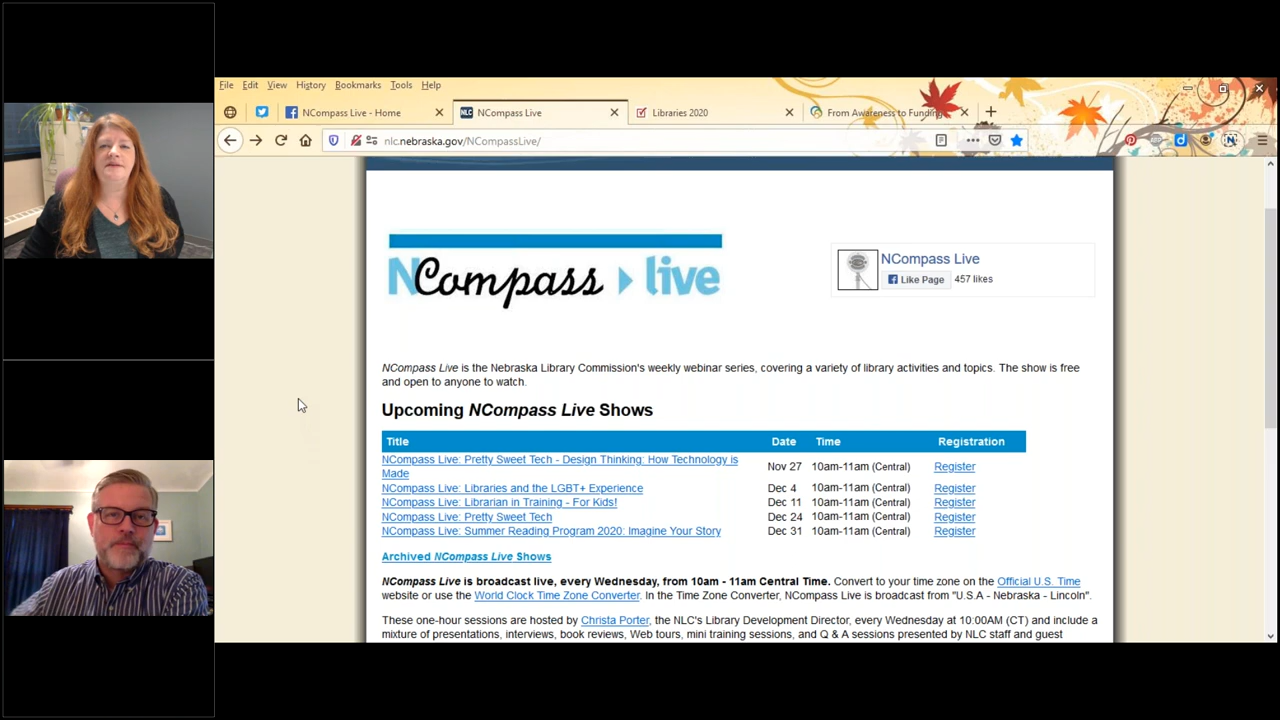 File Edit View History Bookmarks Tools Help
NCompass Live - Home
NLC NCompass Live
Libraries 2020
From Awareness to Funding
nlc.nebraska.gov/NCompassLive/
NCompass live
NCompass Live
Like Page 457 likes
NCompass Live is the Nebraska Library Commission's weekly webinar series, covering a variety of library activities and topics. The show is free
and open to anyone to watch.
Upcoming NCompass Live Shows
Title Date Time Registration
NCompass Live: Pretty Sweet Tech - Design Thinking: How Technology is
Made Nov 27 10am-11am (Central) Register
NCompass Live: Libraries and the LGBT+ Experience Dec 4 10am-11am (Central) Register
NCompass Live: Librarian in Training - For Kids! Dec 11 10am-11am (Central) Register
NCompass Live: Pretty Sweet Tech Dec 24 10am-11am (Central) Register
NCompass Live: Summer Reading Program 2020: Imagine Your Story Dec 31 10am-11am (Central) Register
Archived NCompass Live Shows
NCompass Live is broadcast live, every Wednesday, from 10am - 11am Central Time. Convert to your time zone on the Official U.S. Time
website or use the World Clock Time Zone Converter. In the Time Zone Converter, NCompass Live is broadcast from "U.S.A - Nebraska - Lincoln".
These one-hour sessions are hosted by Christa Porter, the NLC's Library Development Director, every Wednesday at 10:00AM (CT) and include a
mixture of presentations, interviews, book reviews, Web tours, mini training sessions, and Q & A sessions presented by NLC staff and guest